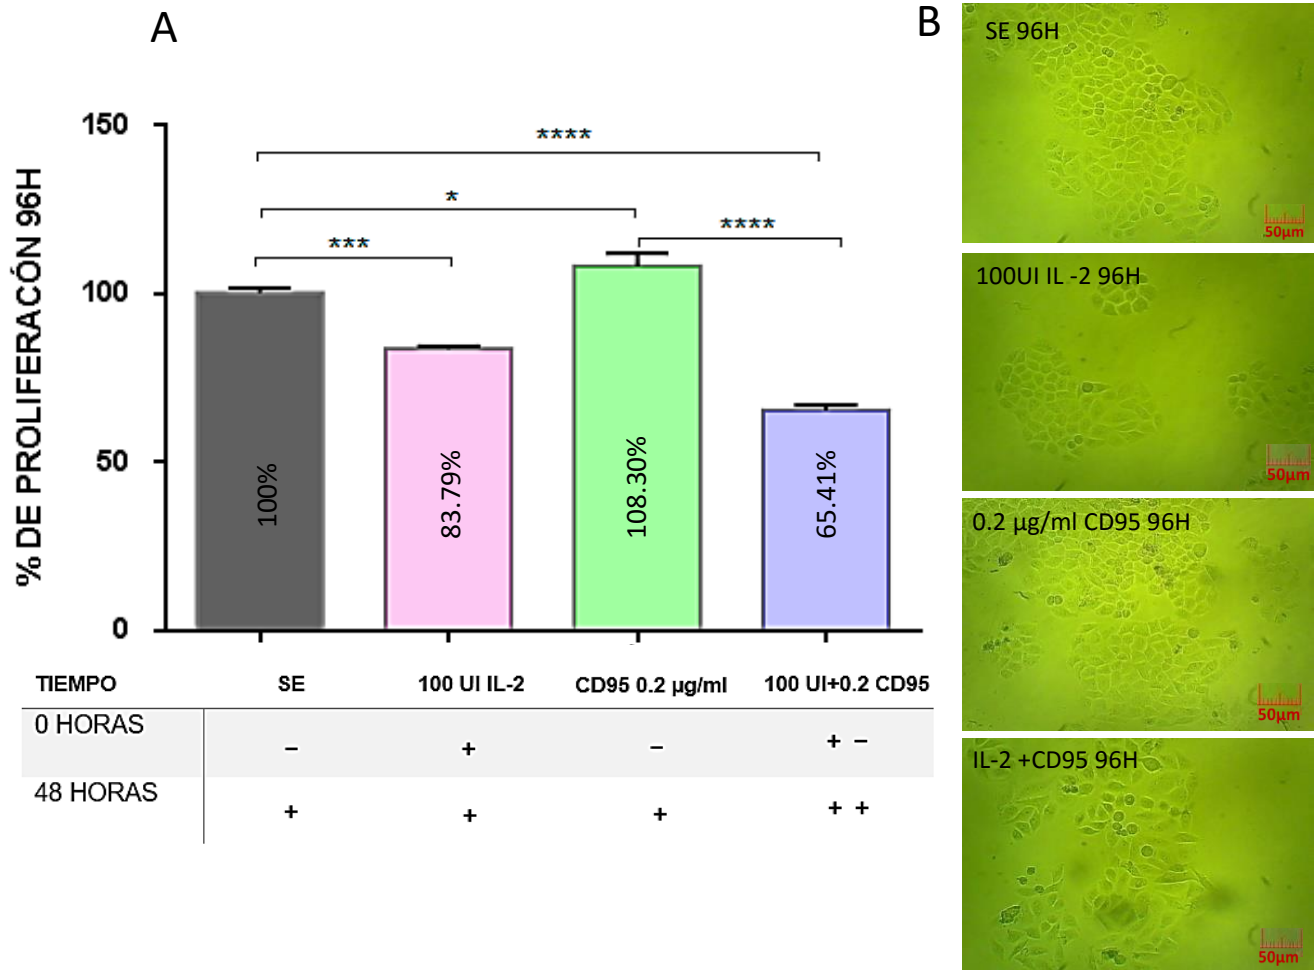 A
% DE PROLIFERACÓN 96H
150
100
50
0
****
*
***
****
100%
83.79%
108.30%
65.41%
TIEMPO SE 100 UI IL-2 CD95 0.2 µg/ml 100 UI+0.2 CD95
0 HORAS − + − + −
48 HORAS + + + + +
B
SE 96H
50µm
100UI IL -2 96H
50µm
0.2 µg/ml CD95 96H
50µm
IL-2 +CD95 96H
50µm